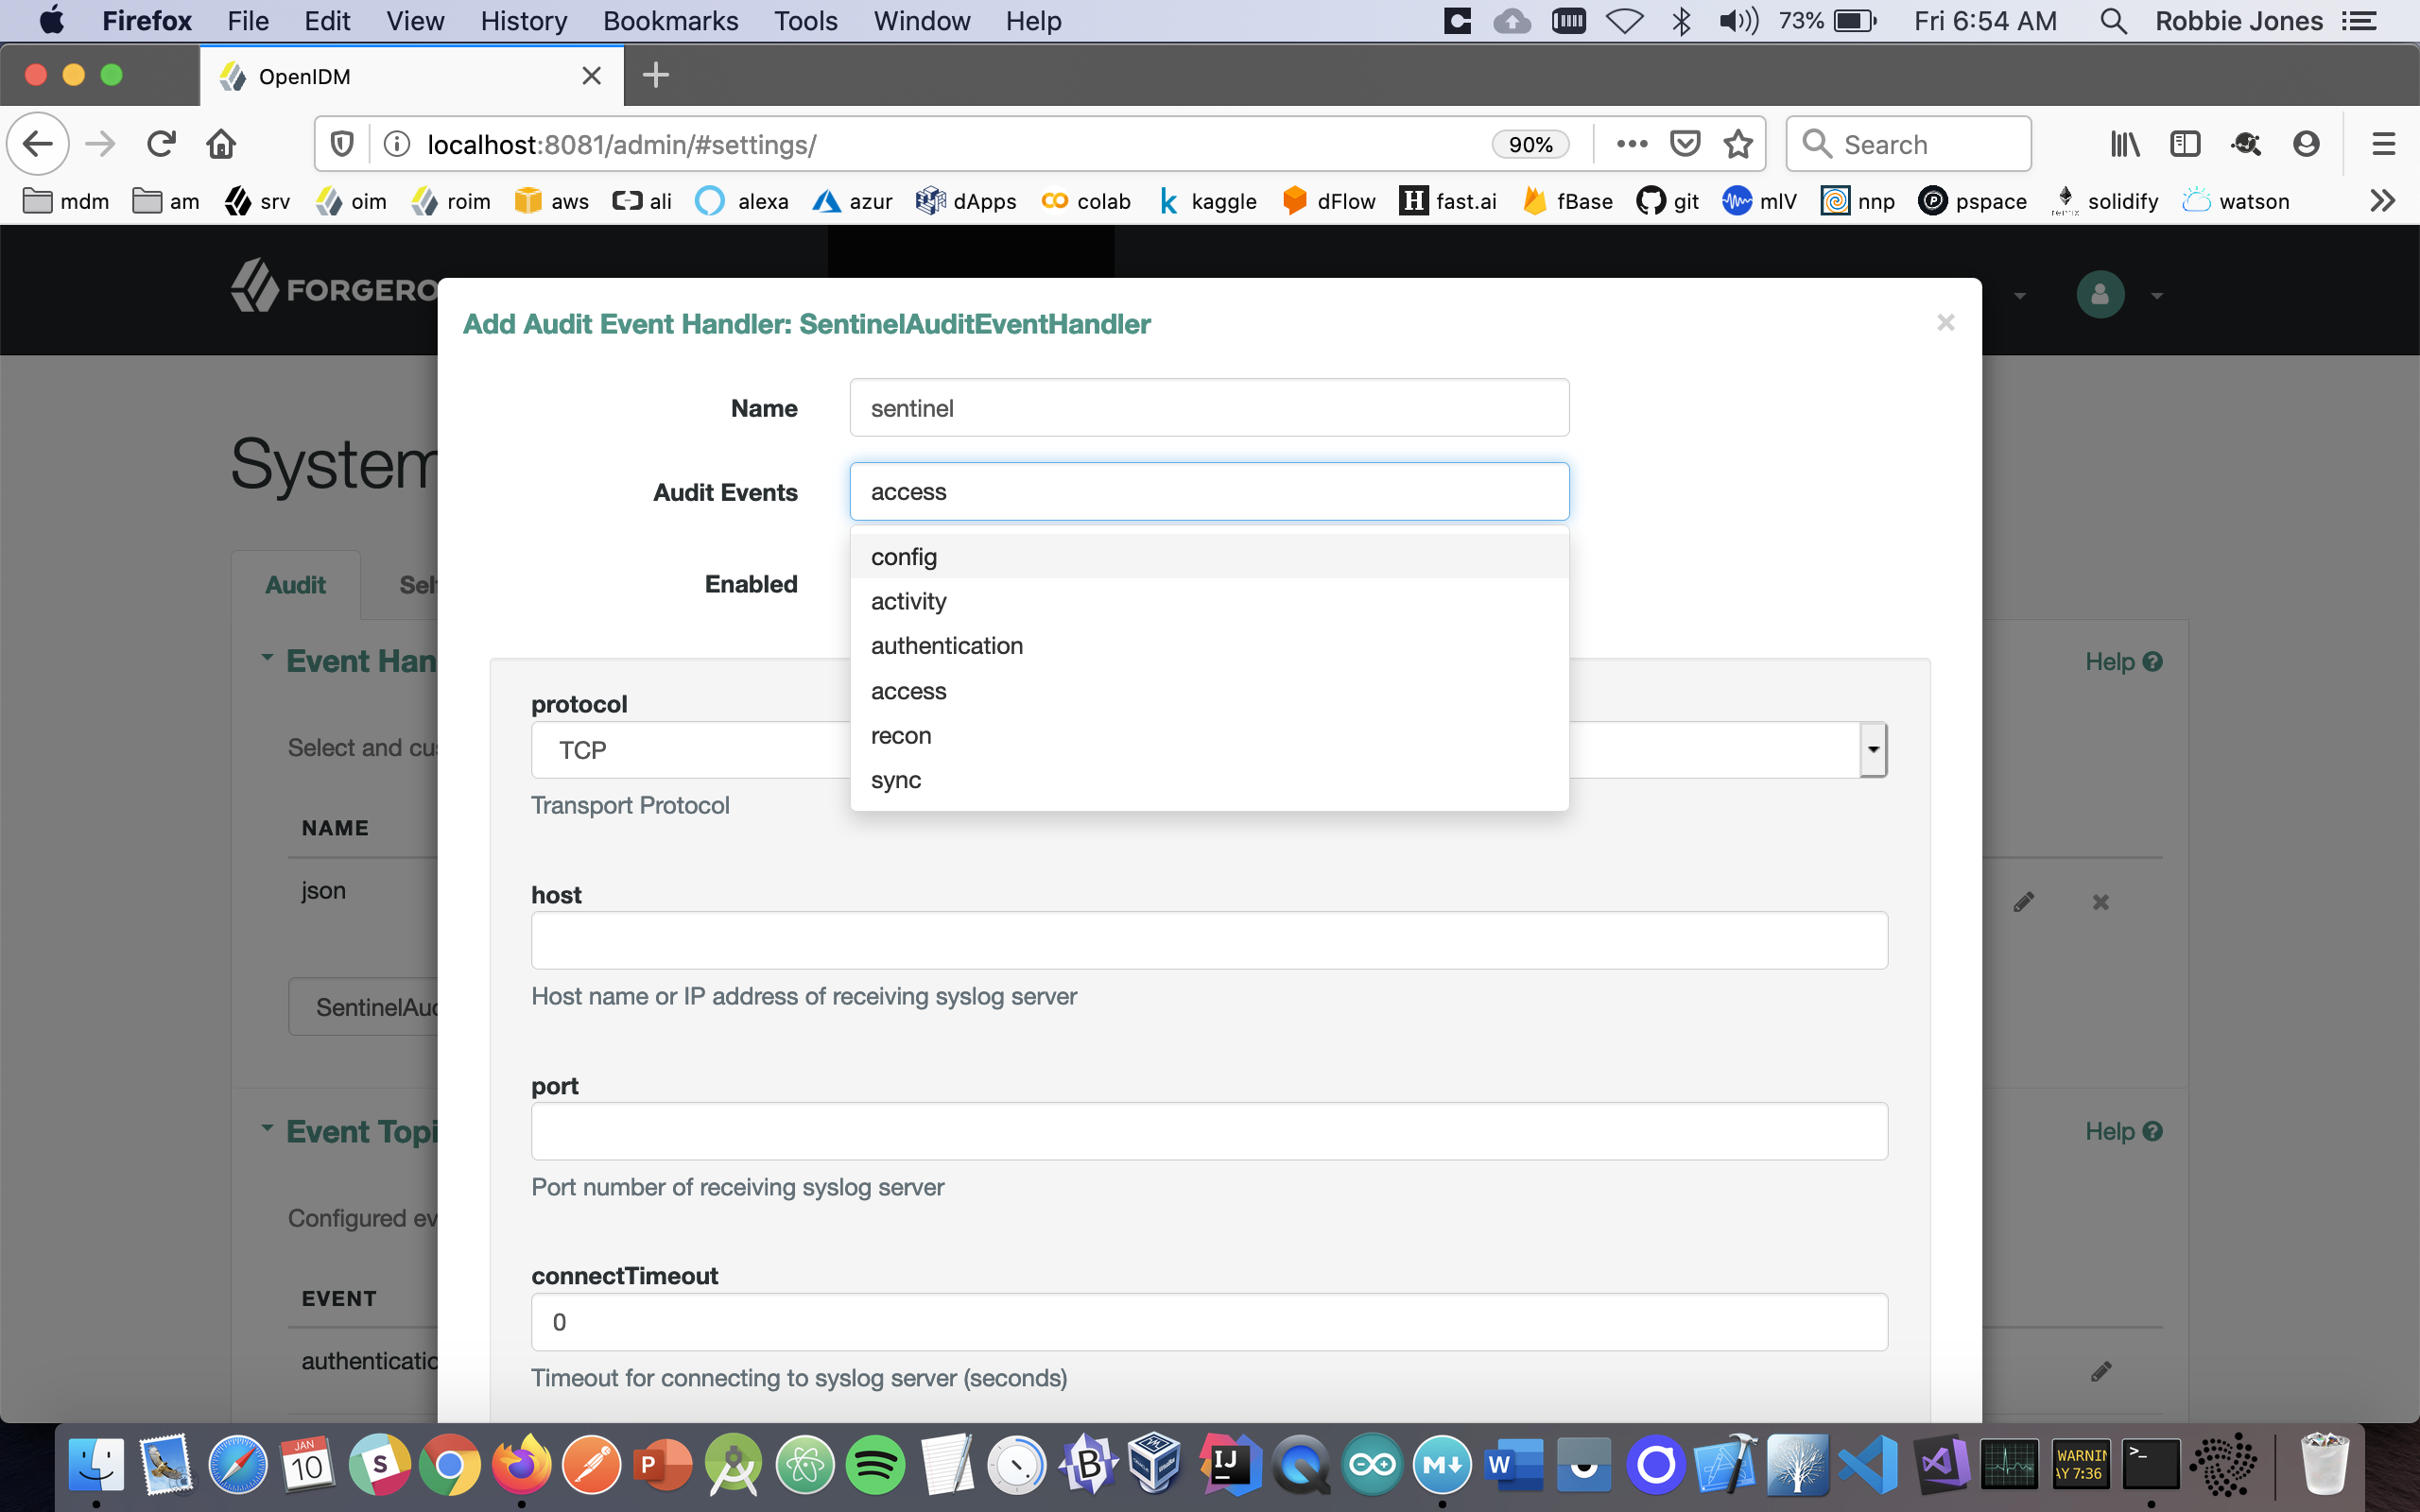 Firefox File Edit View History Bookmarks Tools Window Help 73% Fri 6:54 AM Robbie Jones
OpenIDM
localhost:8081/admin/#settings/ 90% Search
mdm am srv oim roim aws ali alexa azur dApps colab kaggle dFlow fast.ai fBase git mlV nnp pspace solidify watson
FORGERO
Add Audit Event Handler: SentinelAuditEventHandler
Name sentinel
System
Audit Events access
config
Audit Sel Enabled activity
authentication
Event Han access Help
protocol
recon
Select and cus TCP
sync
Transport Protocol
NAME
json
host
Host name or IP address of receiving syslog server
SentinelAud
port
Event Topi Help
Port number of receiving syslog server
Configured ev
connectTimeout
EVENT
0
authenticatio
Timeout for connecting to syslog server (seconds)
JAN
10
S
P
B
IJ
M
W
WARNIN
AY 7:36
>_